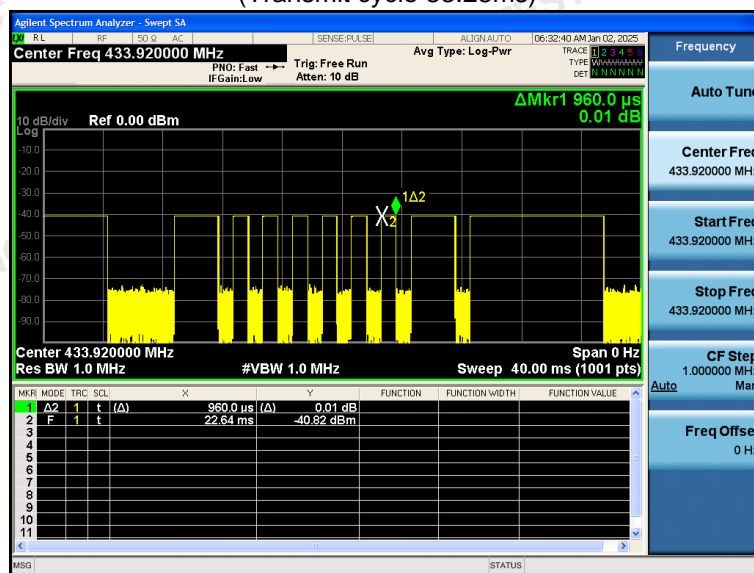 Agilent Spectrum Analyzer - Swept SA
LXI RL RF 50 Ω AC SENSE:PULSE ALIGN AUTO 06:32:40 AM Jan 02, 2025
Center Freq 433.920000 MHz
PNO: Fast
IFGain:Low
Trig: Free Run
Atten: 10 dB
Avg Type: Log-Pwr
TRACE 1 2 3 4 5 6
TYPE
DET N N N N N N
ΔMkr1 960.0 µs
0.01 dB
10 dB/div Ref 0.00 dBm
Log
-10.0
-20.0
-30.0
-40.0
-50.0
-60.0
-70.0
-80.0
-90.0
1Δ2
X2
Center 433.920000 MHz Span 0 Hz
Res BW 1.0 MHz #VBW 1.0 MHz Sweep 40.00 ms (1001 pts)
MKR MODE TRC SCL X Y FUNCTION FUNCTION WIDTH FUNCTION VALUE
1 Δ2 1 t (Δ) 960.0 µs (Δ) 0.01 dB
2 F 1 t 22.64 ms -40.82 dBm
3
4
5
6
7
8
9
10
11
MSG STATUS
Frequency
Auto Tune
Center Freq
433.920000 MHz
Start Freq
433.920000 MHz
Stop Freq
433.920000 MHz
CF Step
1.000000 MHz
Auto Man
Freq Offset
0 Hz